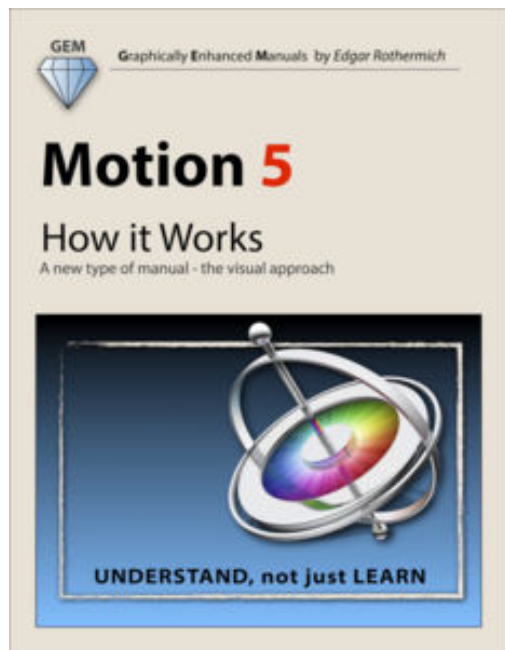 GEM
Graphically Enhanced Manuals by Edgar Rothermich
Motion 5
How it Works
A new type of manual - the visual approach
UNDERSTAND, not just LEARN